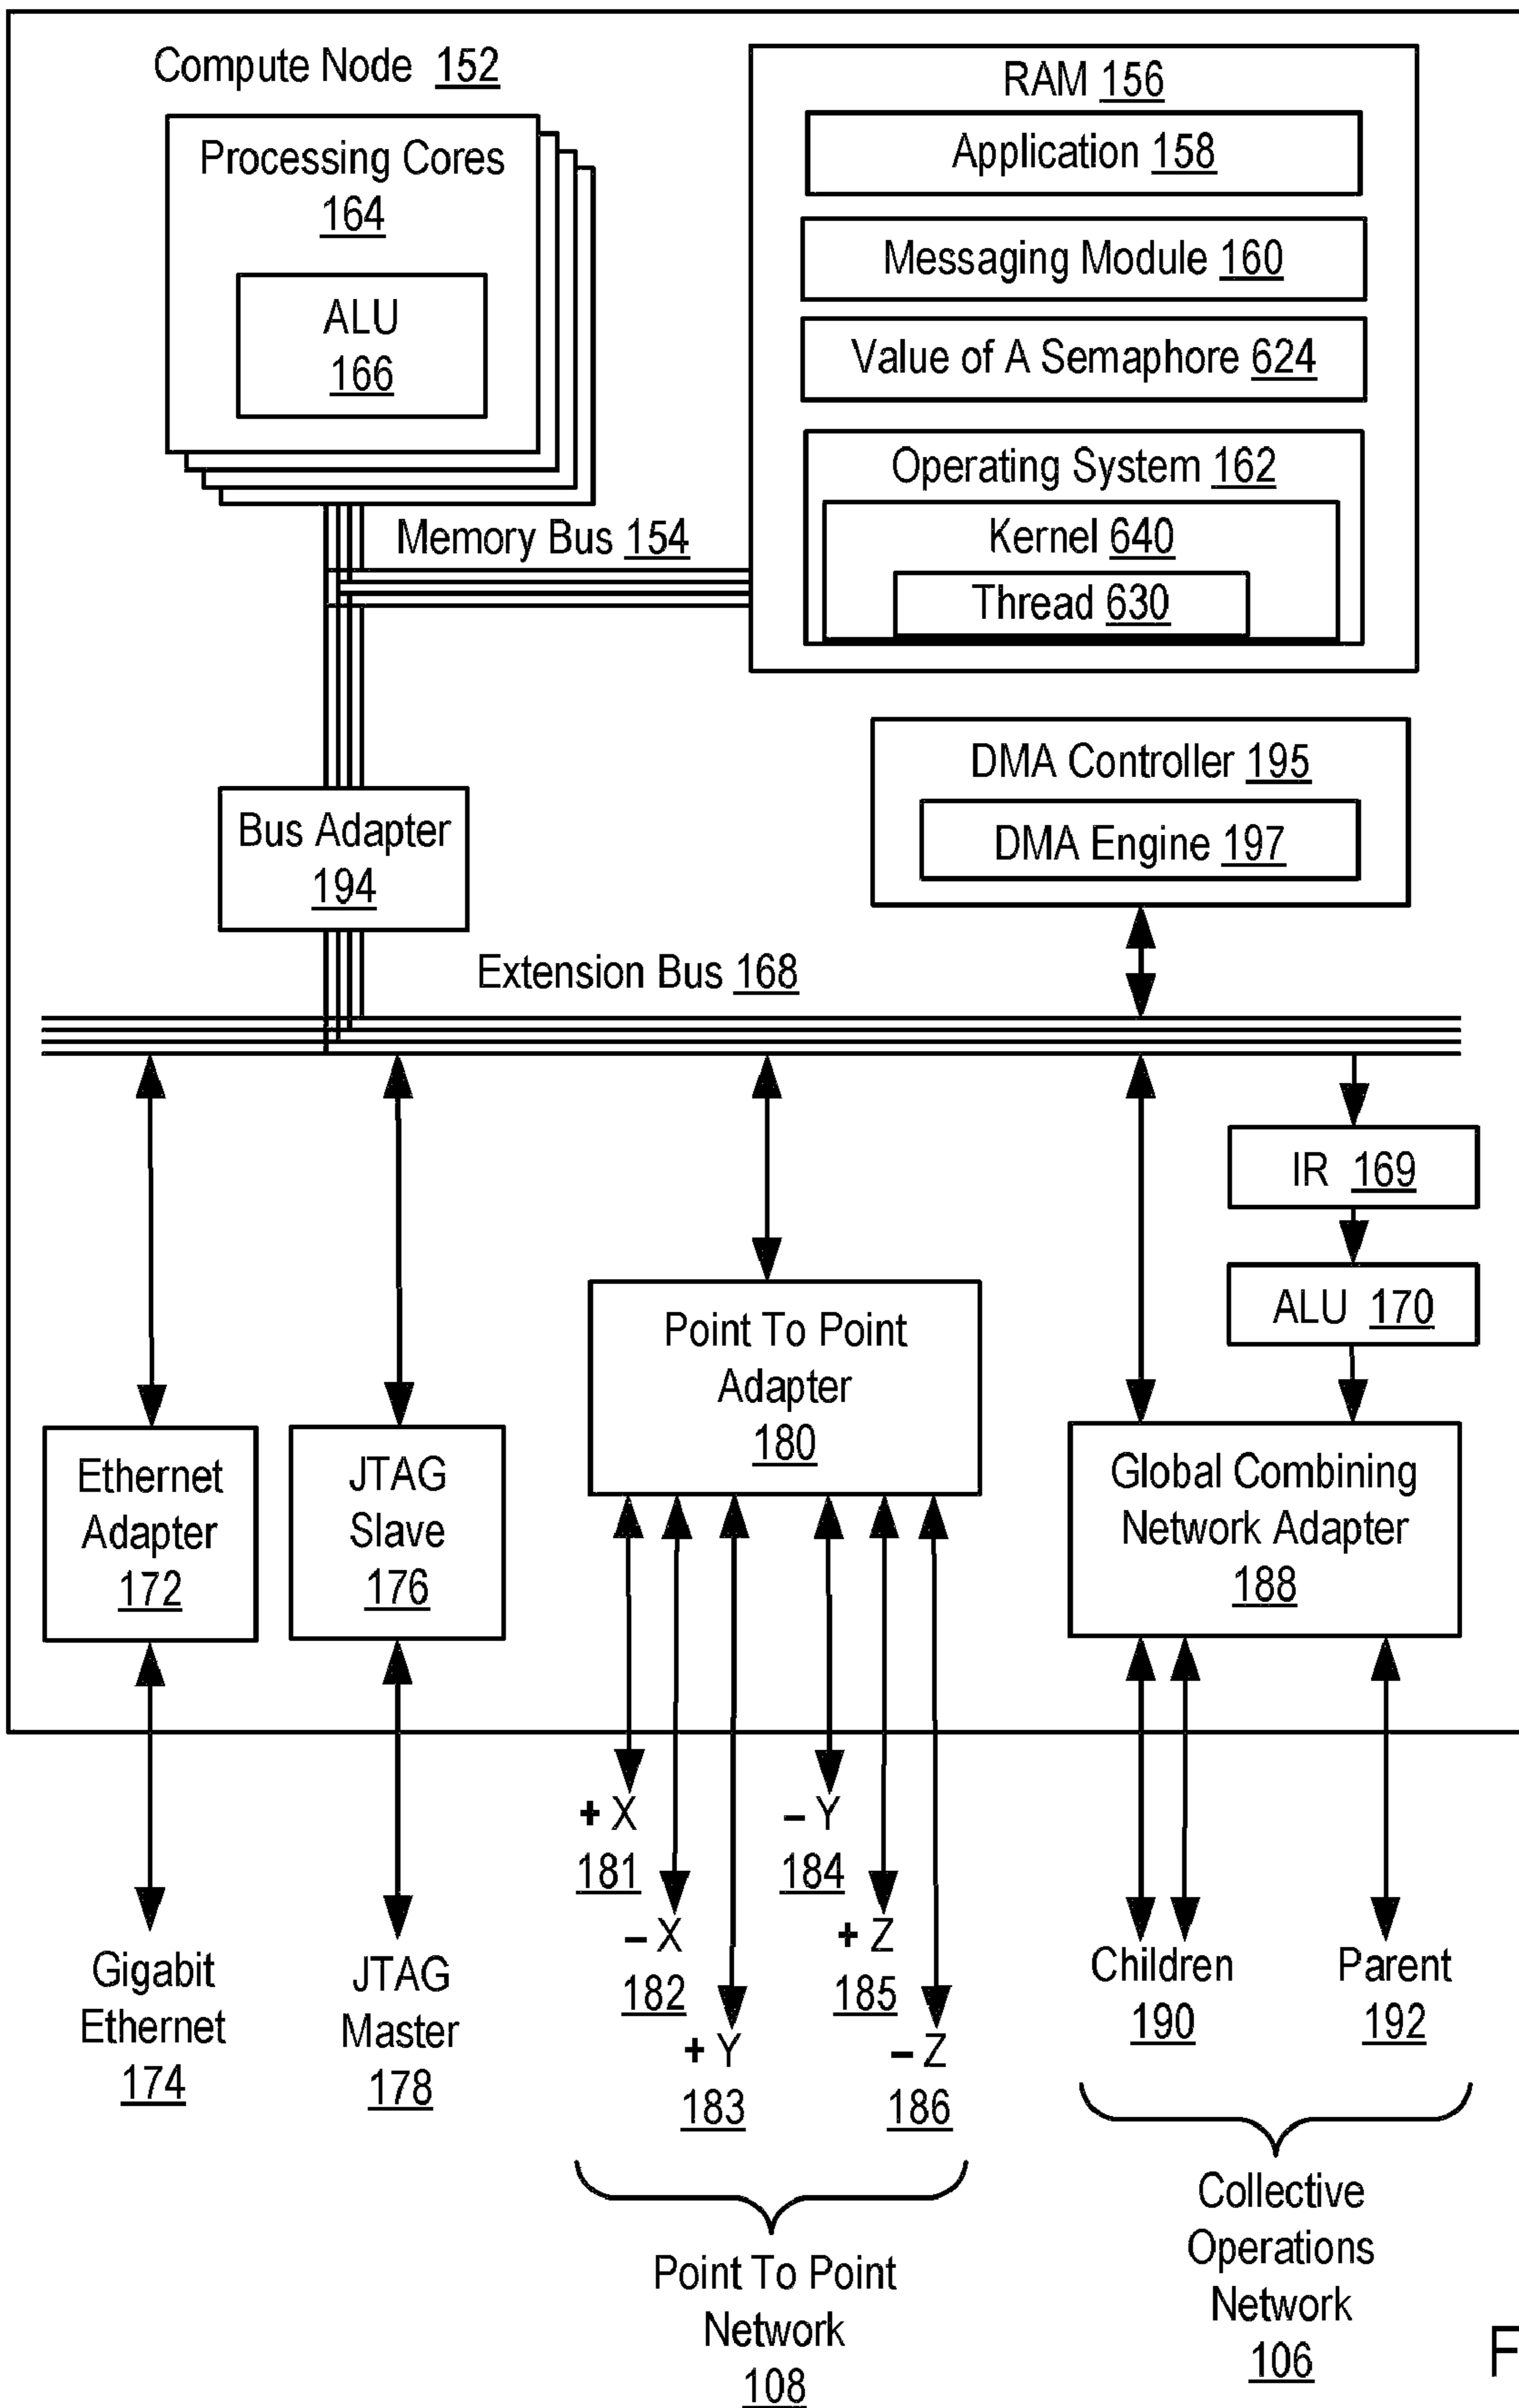 Compute Node 152
Processing Cores
164
ALU
166
RAM 156
Application 158
Messaging Module 160
Value of A Semaphore 624
Operating System 162
Kernel 640
Thread 630
Memory Bus 154
DMA Controller 195
DMA Engine 197
Bus Adapter
194
Extension Bus 168
IR 169
ALU 170
Point To Point
Adapter
180
Ethernet
Adapter
172
JTAG
Slave
176
Global Combining
Network Adapter
188
+ X
181
– X
182
+ Y
183
– Y
184
+ Z
185
– Z
186
Gigabit
Ethernet
174
JTAG
Master
178
Children
190
Parent
192
Point To Point
Network
108
Collective
Operations
Network
106
F